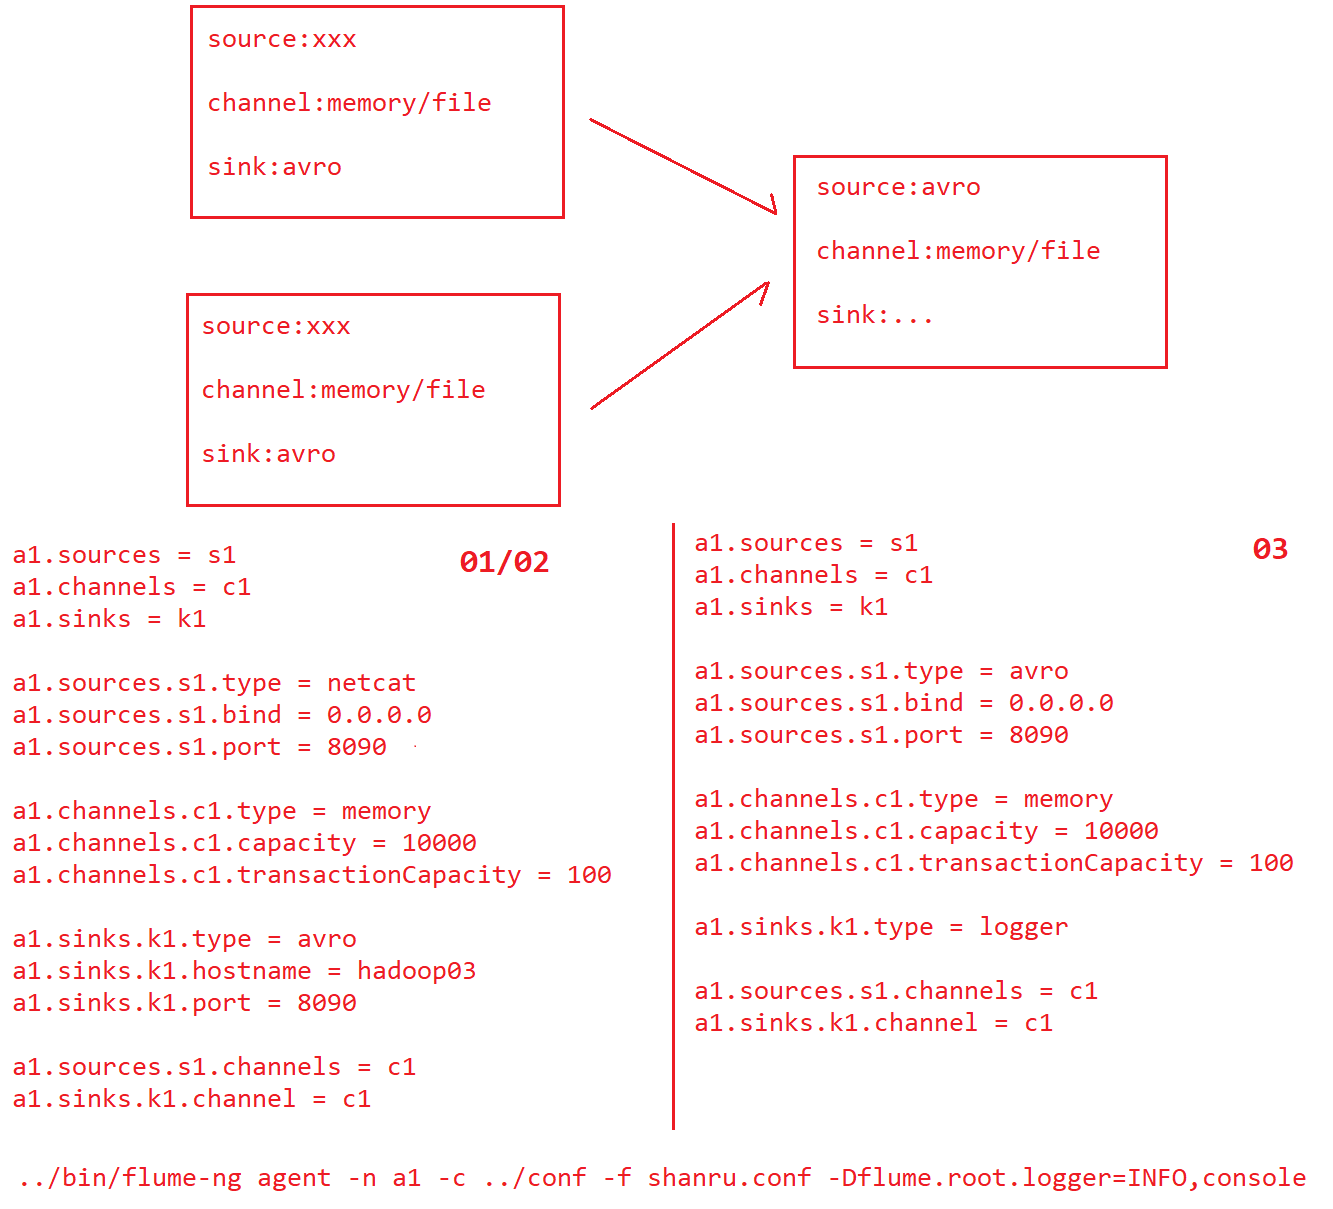 source:xxx
channel:memory/file
sink:avro
source:avro
channel:memory/file
sink:...
source:xxx
channel:memory/file
sink:avro
01/02
a1.sources = s1
a1.channels = c1
a1.sinks = k1
a1.sources.s1.type = netcat
a1.sources.s1.bind = 0.0.0.0
a1.sources.s1.port = 8090
a1.channels.c1.type = memory
a1.channels.c1.capacity = 10000
a1.channels.c1.transactionCapacity = 100
a1.sinks.k1.type = avro
a1.sinks.k1.hostname = hadoop03
a1.sinks.k1.port = 8090
a1.sources.s1.channels = c1
a1.sinks.k1.channel = c1
03
a1.sources = s1
a1.channels = c1
a1.sinks = k1
a1.sources.s1.type = avro
a1.sources.s1.bind = 0.0.0.0
a1.sources.s1.port = 8090
a1.channels.c1.type = memory
a1.channels.c1.capacity = 10000
a1.channels.c1.transactionCapacity = 100
a1.sinks.k1.type = logger
a1.sources.s1.channels = c1
a1.sinks.k1.channel = c1
../bin/flume-ng agent -n a1 -c ../conf -f shanru.conf -Dflume.root.logger=INFO,console